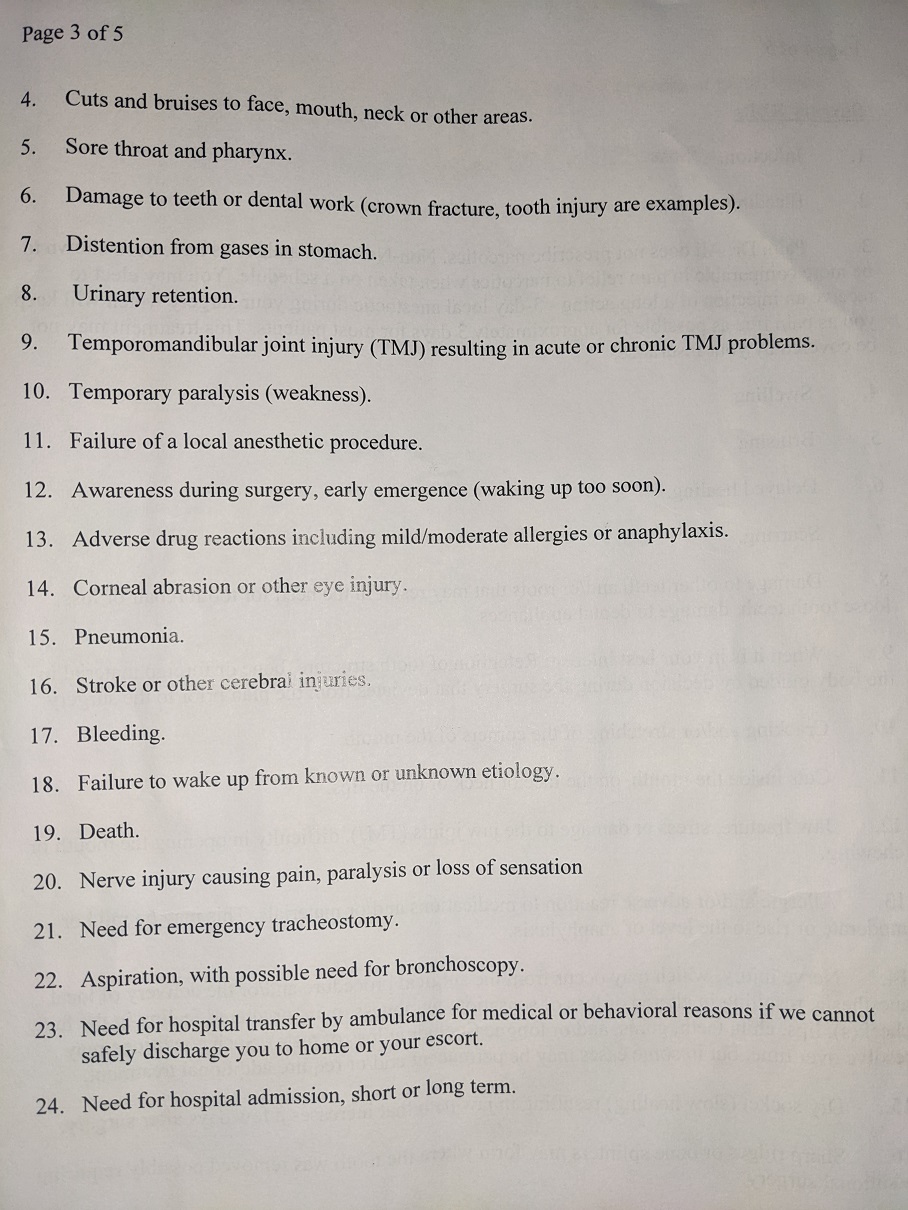 Page 3 of 5
4. Cuts and bruises to face, mouth, neck or other areas.
5. Sore throat and pharynx.
6. Damage to teeth or dental work (crown fracture, tooth injury are examples).
7. Distention from gases in stomach.
8. Urinary retention.
9. Temporomandibular joint injury (TMJ) resulting in acute or chronic TMJ problems.
10. Temporary paralysis (weakness).
11. Failure of a local anesthetic procedure.
12. Awareness during surgery, early emergence (waking up too soon).
13. Adverse drug reactions including mild/moderate allergies or anaphylaxis.
14. Corneal abrasion or other eye injury.
15. Pneumonia.
16. Stroke or other cerebral injuries.
17. Bleeding.
18. Failure to wake up from known or unknown etiology.
19. Death.
20. Nerve injury causing pain, paralysis or loss of sensation
21. Need for emergency tracheostomy.
22. Aspiration, with possible need for bronchoscopy.
23. Need for hospital transfer by ambulance for medical or behavioral reasons if we cannot
safely discharge you to home or your escort.
24. Need for hospital admission, short or long term.